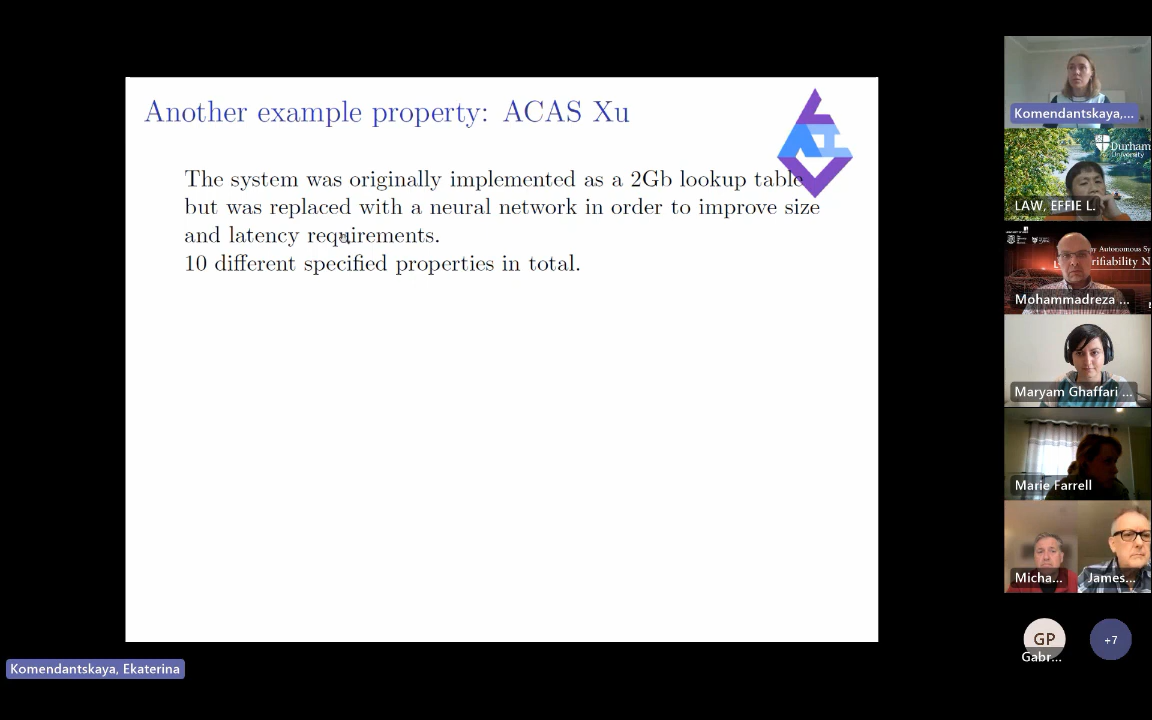 Another example property: ACAS Xu
The system was originally implemented as a 2Gb lookup table
but was replaced with a neural network in order to improve size
and latency requirements.
10 different specified properties in total.
Komendantskaya,...
Durham
University
LAW, EFFIE L.
Mohammadreza ...
Maryam Ghaffari ...
Marie Farrell
Micha...
James...
GP
+7
Gabr...
Komendantskaya, Ekaterina